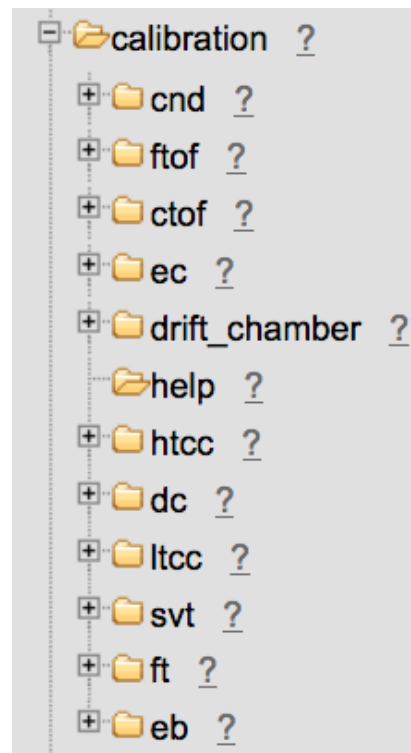 calibration ?
cnd ?
ftof ?
ctof ?
ec ?
drift_chamber ?
help ?
htcc ?
dc ?
ltcc ?
svt ?
ft ?
eb ?